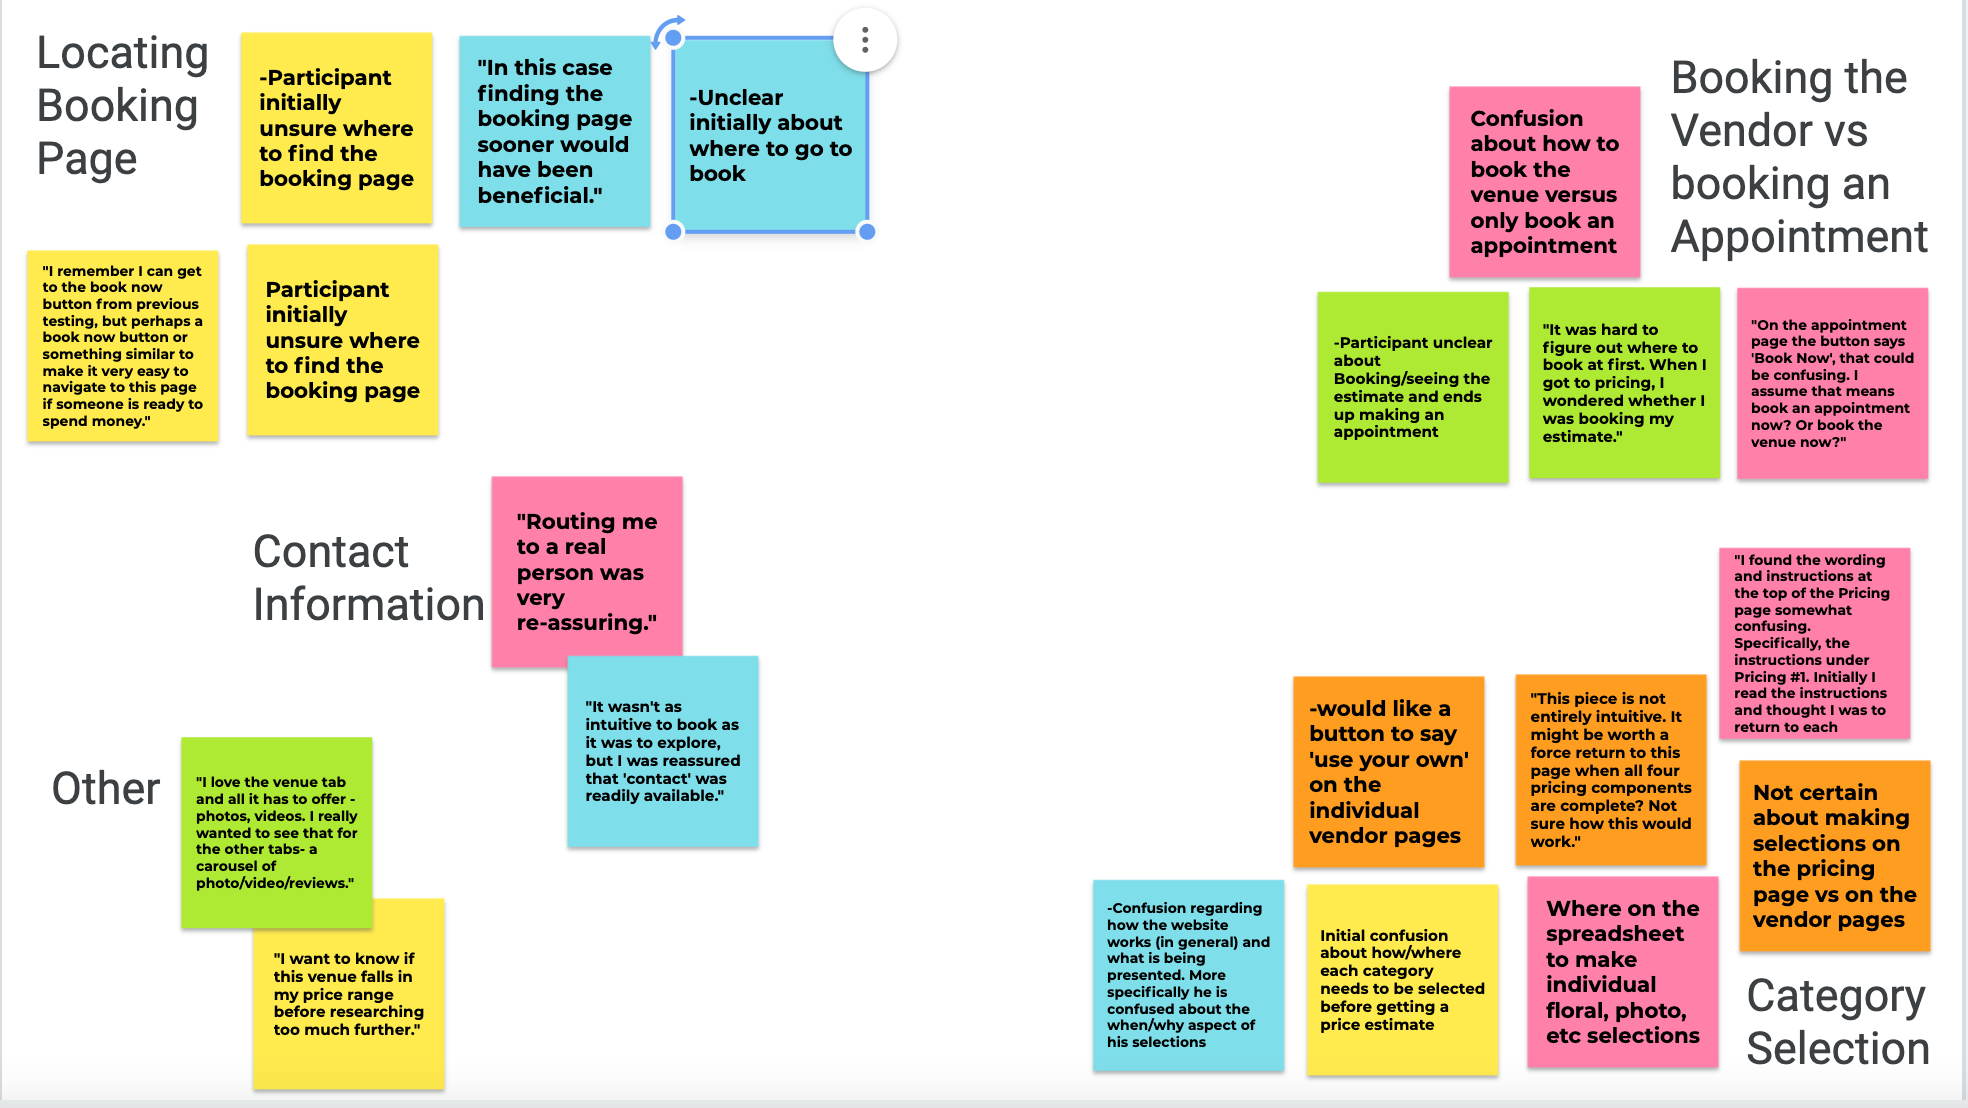 Locating
Booking
Page
-Participant
initially
unsure where
to find the
booking page
"In this case
finding the
booking page
sooner would
have been
beneficial."
-Unclear
initially about
where to go to
book
"I remember I can get
to the book now
button from previous
testing, but perhaps a
book now button or
something similar to
make it very easy to
navigate to this page
if someone is ready to
spend money."
Participant
initially
unsure where
to find the
booking page
Confusion
about how to
book the
venue versus
only book an
appointment
Booking the
Vendor vs
booking an
Appointment
-Participant unclear
about
Booking/seeing the
estimate and ends
up making an
appointment
"It was hard to
figure out where to
book at first. When I
got to pricing, I
wondered whether I
was booking my
estimate."
"On the appointment
page the button says
'Book Now', that could
be confusing. I
assume that means
book an appointment
now? Or book the
venue now?"
Contact
Information
"Routing me
to a real
person was
very
re-assuring."
"It wasn't as
intuitive to book as
it was to explore,
but I was reassured
that 'contact' was
readily available."
Other
"I love the venue tab
and all it has to offer -
photos, videos. I really
wanted to see that for
the other tabs- a
carousel of
photo/video/reviews."
"I want to know if
this venue falls in
my price range
before researching
too much further."
"I found the wording
and instructions at
the top of the Pricing
page somewhat
confusing.
Specifically, the
instructions under
Pricing #1. Initially I
read the instructions
and thought I was to
return to each
-would like a
button to say
'use your own'
on the
individual
vendor pages
"This piece is not
entirely intuitive. It
might be worth a
force return to this
page when all four
pricing components
are complete? Not
sure how this would
work."
Not certain
about making
selections on
the pricing
page vs on the
vendor pages
-Confusion regarding
how the website
works (in general) and
what is being
presented. More
specifically he is
confused about the
when/why aspect of
his selections
Initial confusion
about how/where
each category
needs to be selected
before getting a
price estimate
Where on the
spreadsheet
to make
individual
floral, photo,
etc selections
Category
Selection